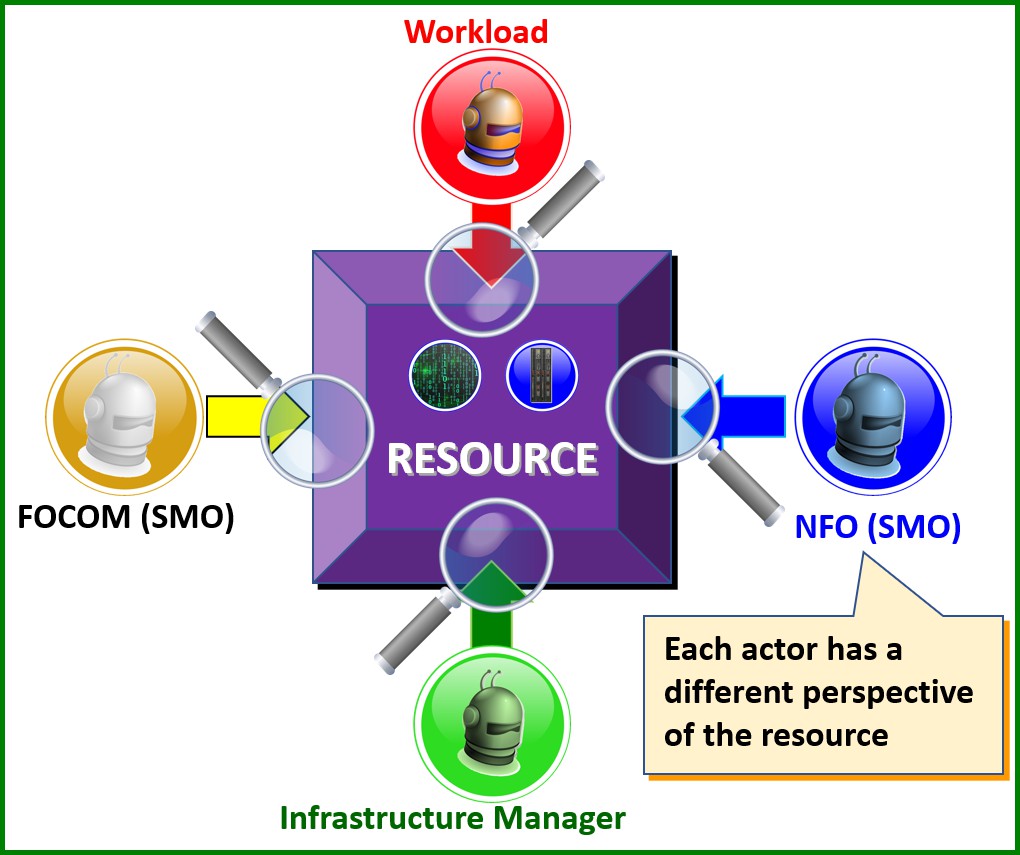 Workload
RESOURCE
FOCOM (SMO)
NFO (SMO)
Each actor has a
different perspective
of the resource
Infrastructure Manager